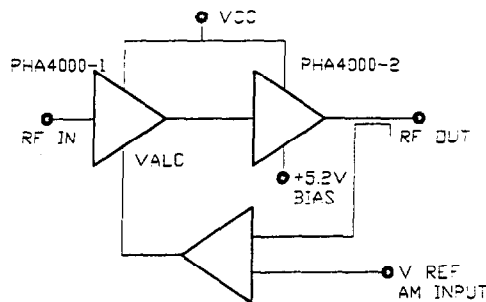 VCC
PHA4000-1
PHA4000-2
RF IN
RF OUT
VALC
+5.2V
BIAS
V REF
AM INPUT